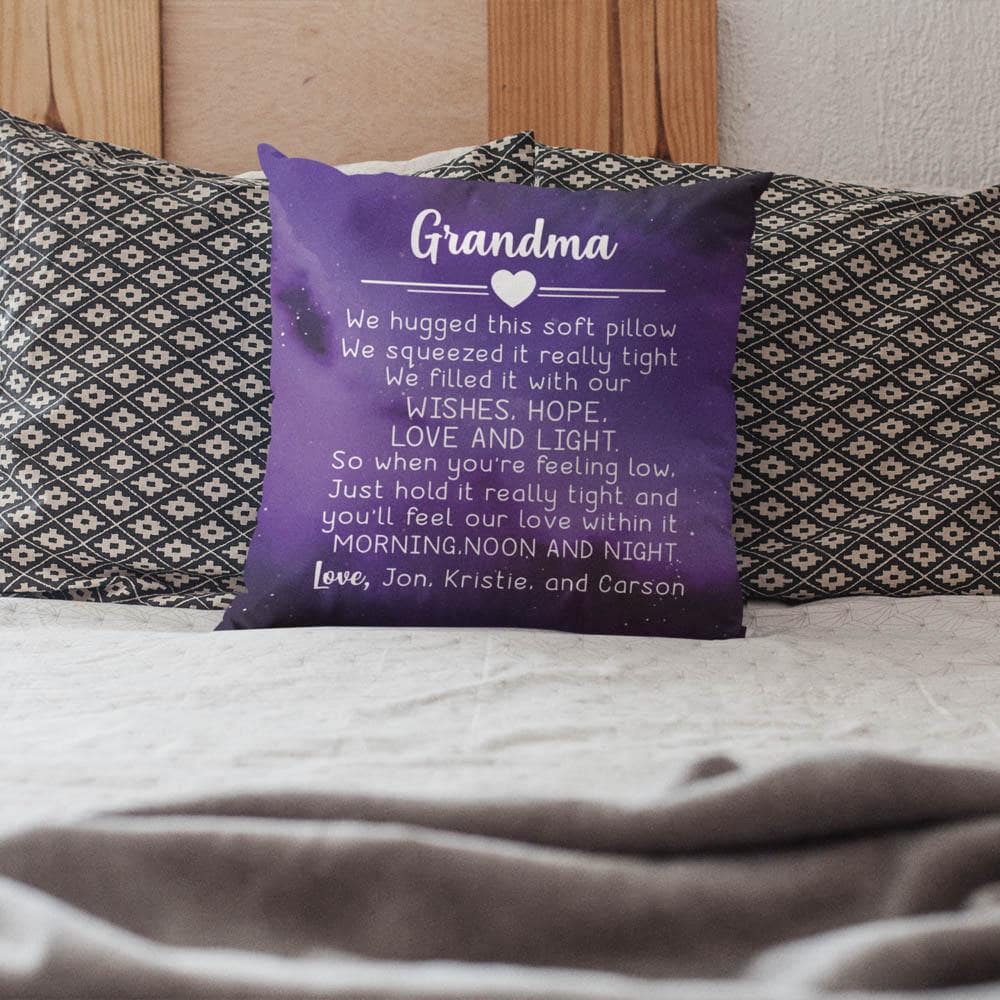 Grandma
We hugged this soft pillow
We squeezed it really tight
We filled it with our
WISHES, HOPE,
LOVE AND LIGHT.
So when you're feeling low,
Just hold it really tight and
you'll feel our love within it
MORNING,NOON AND NIGHT.
Love, Jon, Kristie, and Carson